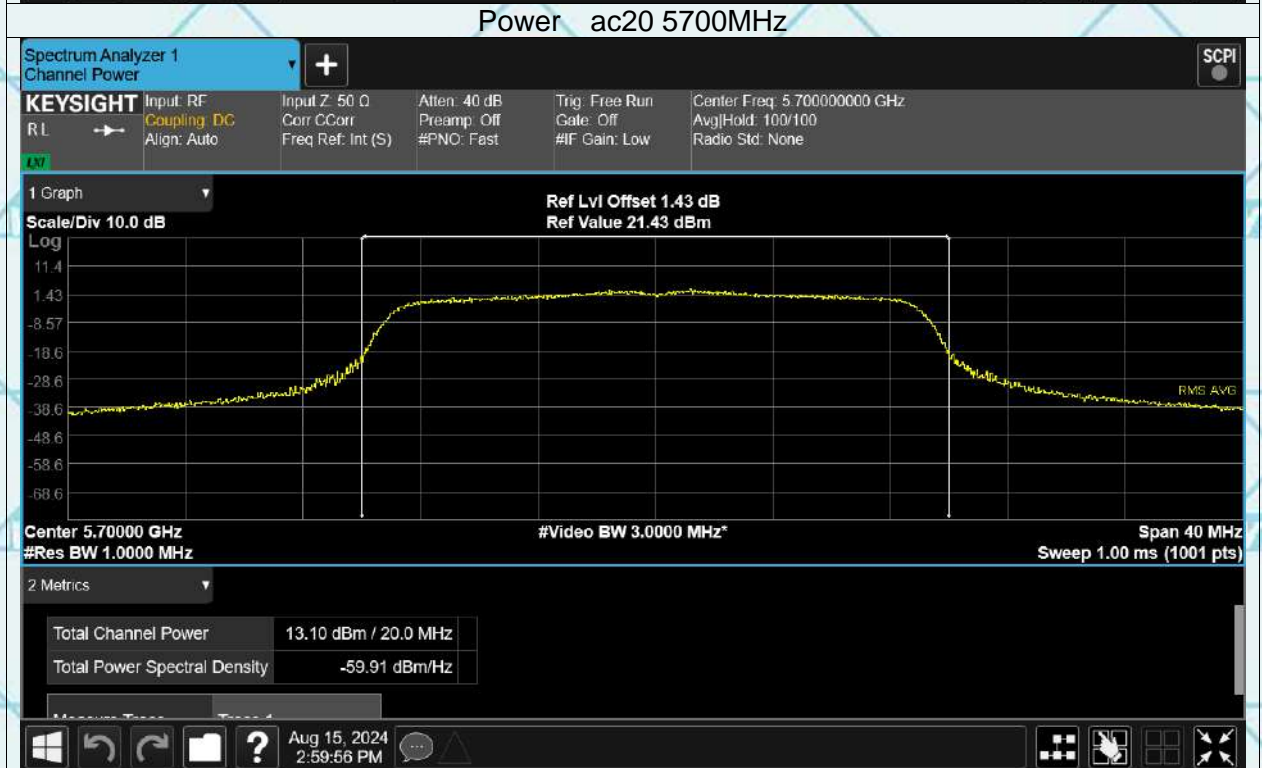 Power ac20 5700MHz
Spectrum Analyzer 1
Channel Power
+
SCPI
KEYSIGHT
RL
LXI
Input: RF
Coupling: DC
Align: Auto
Input Z: 50 Ω
Corr CCorr
Freq Ref: Int (S)
Atten: 40 dB
Preamp: Off
#PNO: Fast
Trig: Free Run
Gate: Off
#IF Gain: Low
Center Freq: 5.700000000 GHz
Avg|Hold: 100/100
Radio Std: None
1 Graph
Scale/Div 10.0 dB
Ref Lvl Offset 1.43 dB
Ref Value 21.43 dBm
Log
11.4
1.43
-8.57
-18.6
-28.6
-38.6
-48.6
-58.6
-68.6
RMS AVG
Center 5.70000 GHz
#Res BW 1.0000 MHz
#Video BW 3.0000 MHz*
Span 40 MHz
Sweep 1.00 ms (1001 pts)
2 Metrics
Total Channel Power 13.10 dBm / 20.0 MHz
Total Power Spectral Density -59.91 dBm/Hz
?
Aug 15, 2024
2:59:56 PM